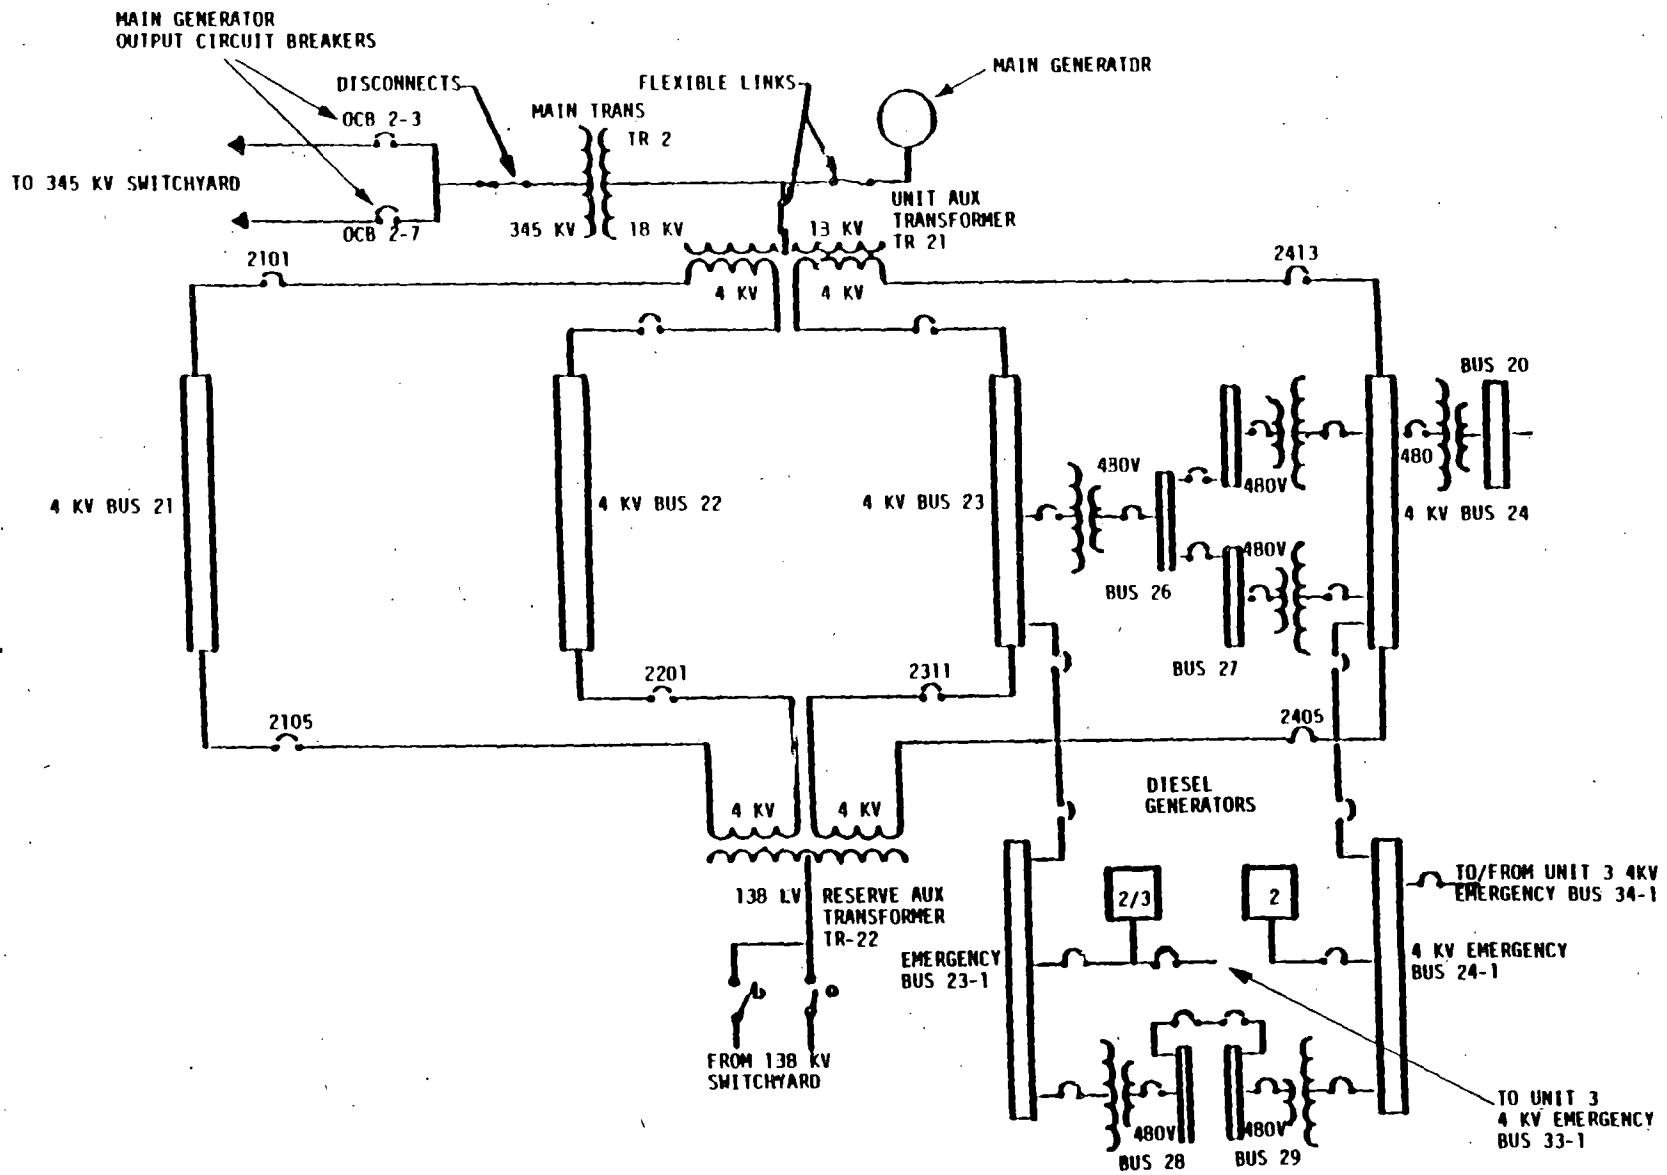 MAIN GENERATOR
OUTPUT CIRCUIT BREAKERS
DISCONNECTS
FLEXIBLE LINKS
MAIN GENERATOR
OCB 2-3
MAIN TRANS
TR 2
TO 345 KV SWITCHYARD
OCB 2-7
345 KV
18 KV
13 KV
UNIT AUX
TRANSFORMER
TR 21
2101
4 KV
4 KV
2413
BUS 20
480V
480V
480
4 KV BUS 21
4 KV BUS 22
4 KV BUS 23
4 KV BUS 24
480V
BUS 26
BUS 27
2201
2311
2105
2405
DIESEL
GENERATORS
4 KV
4 KV
138 LV
RESERVE AUX
TRANSFORMER
TR-22
2/3
2
TO/FROM UNIT 3 4KV
EMERGENCY BUS 34-1
EMERGENCY
BUS 23-1
4 KV EMERGENCY
BUS 24-1
b
a
FROM 138 KV
SWITCHYARD
480V
BUS 28
480V
BUS 29
TO UNIT 3
4 KV EMERGENCY
BUS 33-1